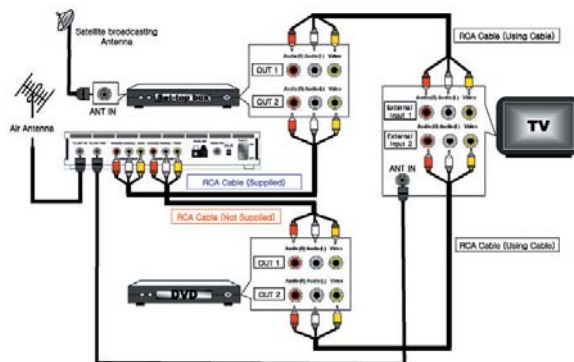 Satellite broadcasting
Antenna
Air Antenna
ANT IN
Set-top box
Audio(R) Audio(L) Video
OUT 1
Audio(R) Audio(L) Video
OUT 2
RCA Cable (Using Cable)
Audio(R) Audio(L) Video
External
Input 1
Audio(R) Audio(L) Video
External
Input 2
ANT IN
TV
RCA Cable (Supplied)
RCA Cable (Not Supplied)
Audio(R) Audio(L) Video
OUT 1
Audio(R) Audio(L) Video
OUT 2
DVD
RCA Cable (Using Cable)